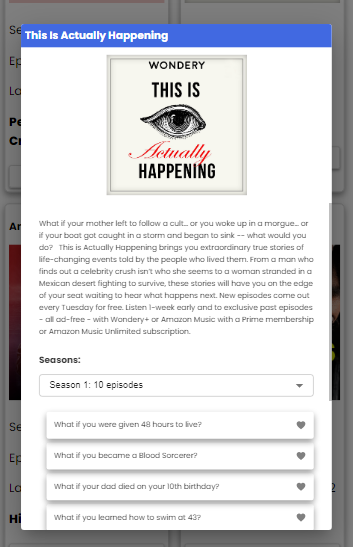 This Is Actually Happening
WONDERY
THIS IS
Actually
HAPPENING
What if your mother left to follow a cult… or you woke up in a morgue… or
if your boat got caught in a storm and began to sink -- what would you
do?   This is Actually Happening brings you extraordinary true stories of
life-changing events told by the people who lived them. From a man who
finds out a celebrity crush isn't who she seems to a woman stranded in a
Mexican desert fighting to survive, these stories will have you on the edge
of your seat waiting to hear what happens next. New episodes come out
every Tuesday for free. Listen 1-week early and to exclusive past episodes
- all ad-free - with Wondery+ or Amazon Music with a Prime membership
or Amazon Music Unlimited subscription.
Seasons:
Season 1: 10 episodes
What if you were given 48 hours to live?
What if you became a Blood Sorcerer?
What if your dad died on your 10th birthday?
What if you learned how to swim at 43?
Se
Ep
La
Pe
Cr
Ar
Se
Ep
La
2
Hi